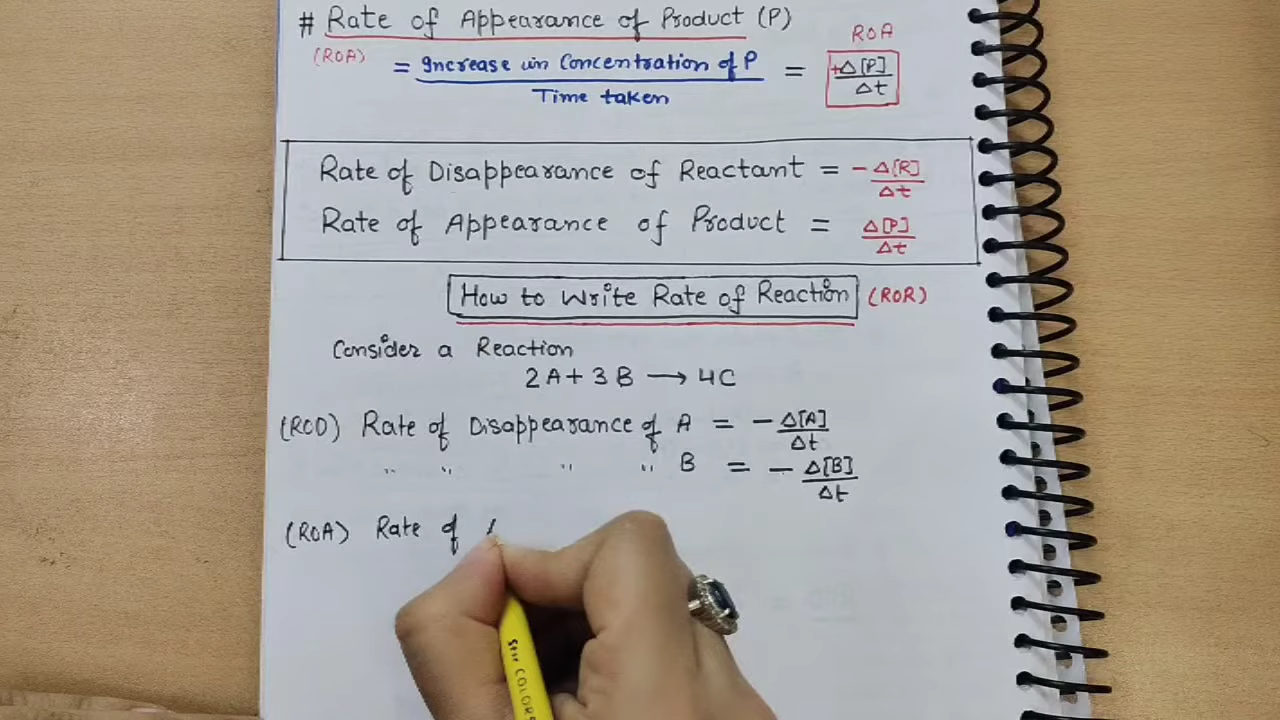 # Rate of Appearance of Product (P)
(ROA) = Increase in Concentration of P / Time taken = ROA +Δ[P]/Δt
Rate of Disappearance of Reactant = - Δ[R]/Δt
Rate of Appearance of Product = Δ[P]/Δt
How to Write Rate of Reaction (ROR)
Consider a Reaction
2A + 3B → 4C
(ROD) Rate of Disappearance of A = - Δ[A]/Δt
" " " " B = - Δ[B]/Δt
(ROA) Rate of
Star COLORS